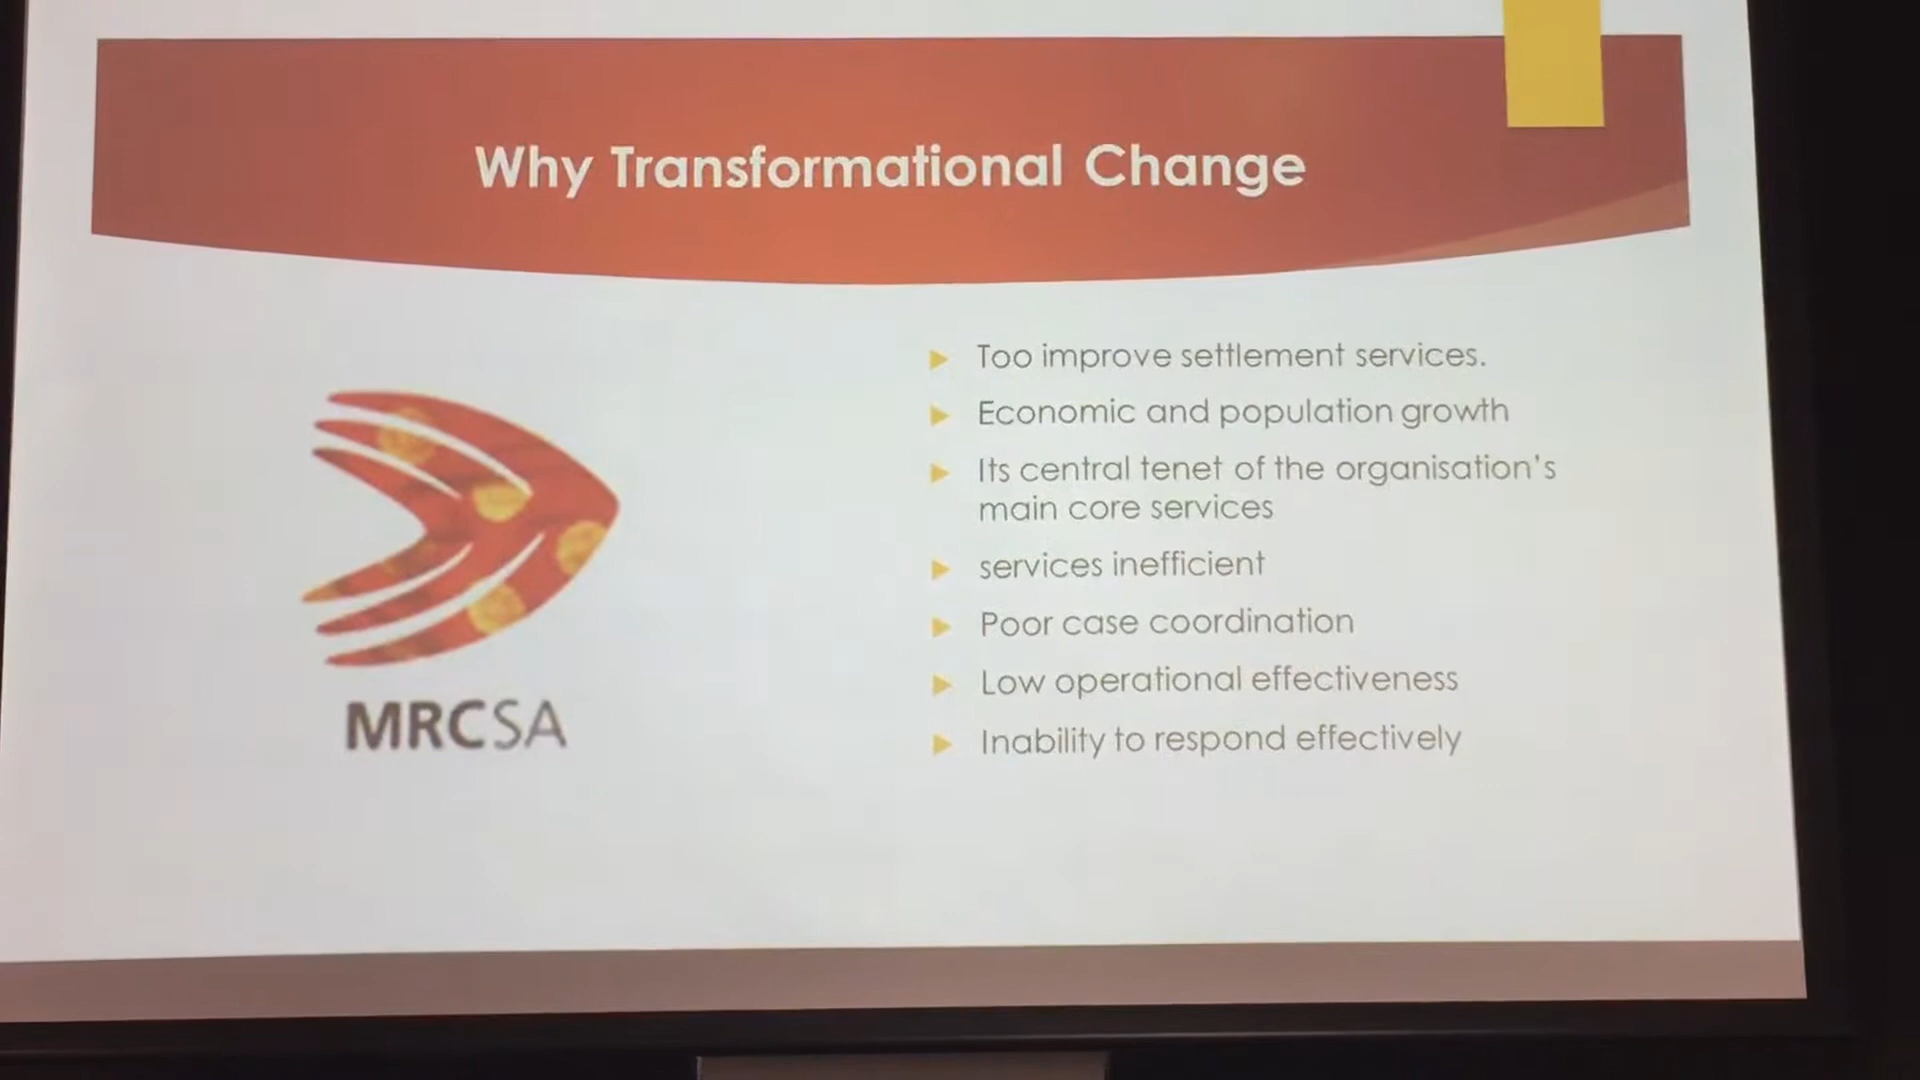 Why Transformational Change
Too improve settlement services.
Economic and population growth
Its central tenet of the organisation's
main core services
services inefficient
Poor case coordination
Low operational effectiveness
Inability to respond effectively
MRCSA